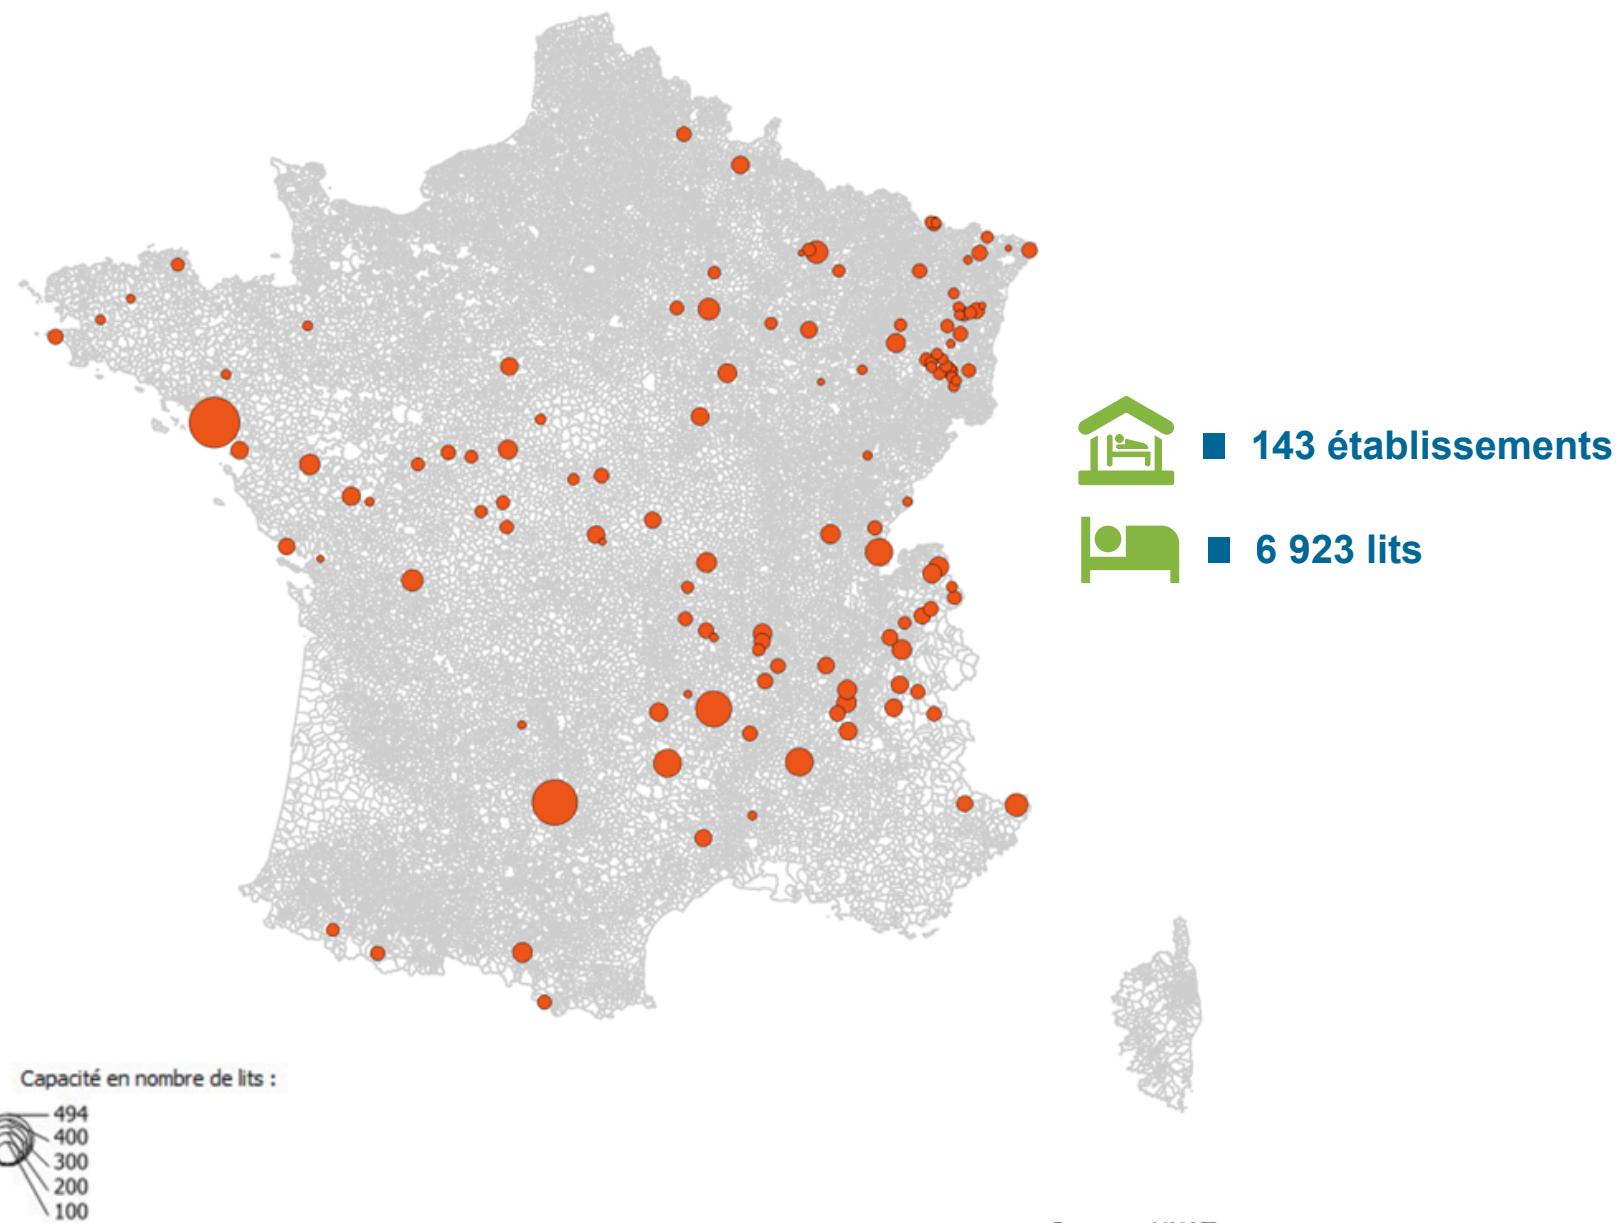 143 établissements
6 923 lits
Capacité en nombre de lits :
494
400
300
200
100